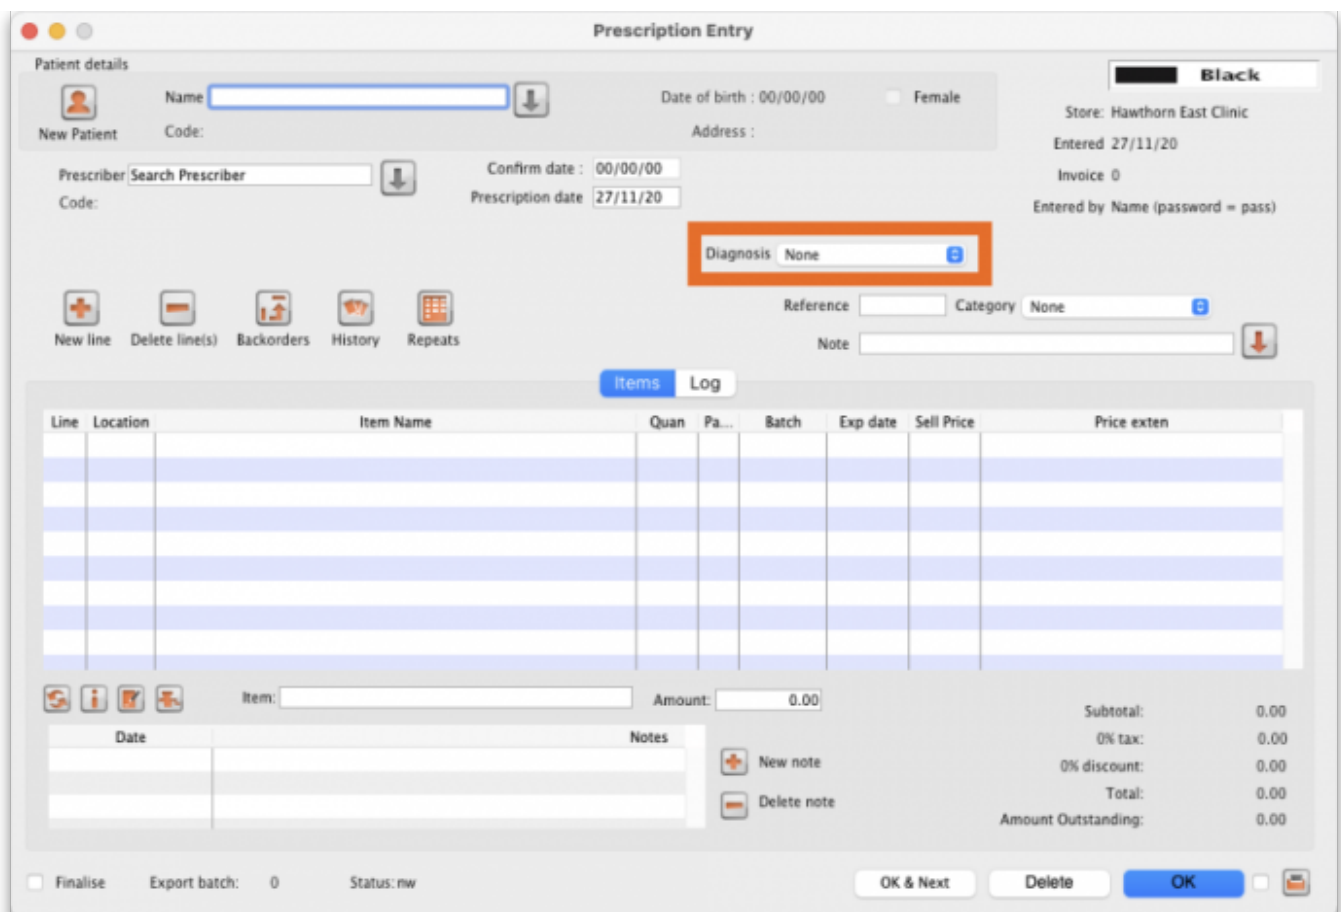 Prescription Entry
Patient details
Black
Name
Date of birth : 00/00/00
Female
Store: Hawthorn East Clinic
New Patient
Code:
Address :
Entered 27/11/20
Prescriber Search Prescriber
Confirm date : 00/00/00
Invoice 0
Code:
Prescription date 27/11/20
Entered by Name (password = pass)
Diagnosis None
Reference
Category None
New line Delete line(s) Backorders History Repeats
Note
Items Log
Line Location Item Name Quan Pa... Batch Exp date Sell Price Price exten
Item:
Amount: 0.00
Subtotal: 0.00
Date Notes
0% tax: 0.00
New note
0% discount: 0.00
Total: 0.00
Delete note
Amount Outstanding: 0.00
Finalise Export batch: 0 Status: nw OK & Next Delete OK